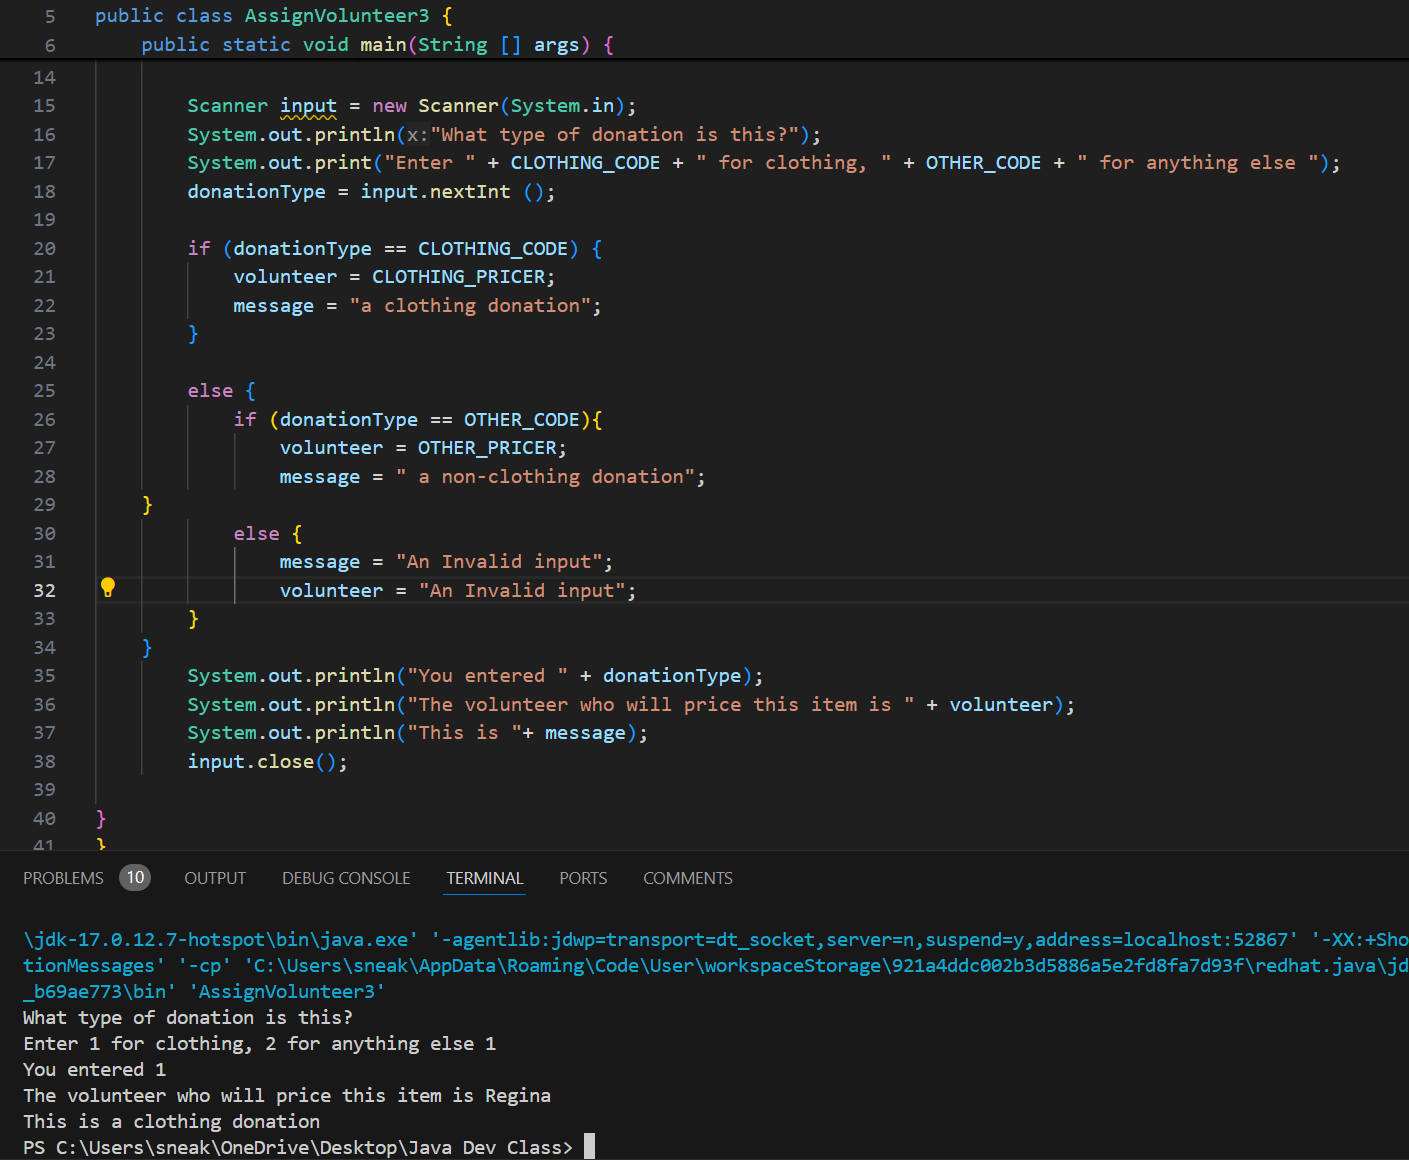 5 public class AssignVolunteer3 {
6 public static void main(String [] args) {
14
15 Scanner input = new Scanner(System.in);
16 System.out.println(x:"What type of donation is this?");
17 System.out.print("Enter " + CLOTHING_CODE + " for clothing, " + OTHER_CODE + " for anything else ");
18 donationType = input.nextInt ();
19
20 if (donationType == CLOTHING_CODE) {
21 volunteer = CLOTHING_PRICER;
22 message = "a clothing donation";
23 }
24
25 else {
26 if (donationType == OTHER_CODE){
27 volunteer = OTHER_PRICER;
28 message = " a non-clothing donation";
29 }
30 else {
31 message = "An Invalid input";
32 volunteer = "An Invalid input";
33 }
34 }
35 System.out.println("You entered " + donationType);
36 System.out.println("The volunteer who will price this item is " + volunteer);
37 System.out.println("This is "+ message);
38 input.close();
39
40 }
41 }
PROBLEMS 10 OUTPUT DEBUG CONSOLE TERMINAL PORTS COMMENTS
\jdk-17.0.12.7-hotspot\bin\java.exe' '-agentlib:jdwp=transport=dt_socket,server=n,suspend=y,address=localhost:52867' '-XX:+Sho
tionMessages' '-cp' 'C:\Users\sneak\AppData\Roaming\Code\User\workspaceStorage\921a4ddc002b3d5886a5e2fd8fa7d93f\redhat.java\jd
_b69ae773\bin' 'AssignVolunteer3'
What type of donation is this?
Enter 1 for clothing, 2 for anything else 1
You entered 1
The volunteer who will price this item is Regina
This is a clothing donation
PS C:\Users\sneak\OneDrive\Desktop\Java Dev Class>